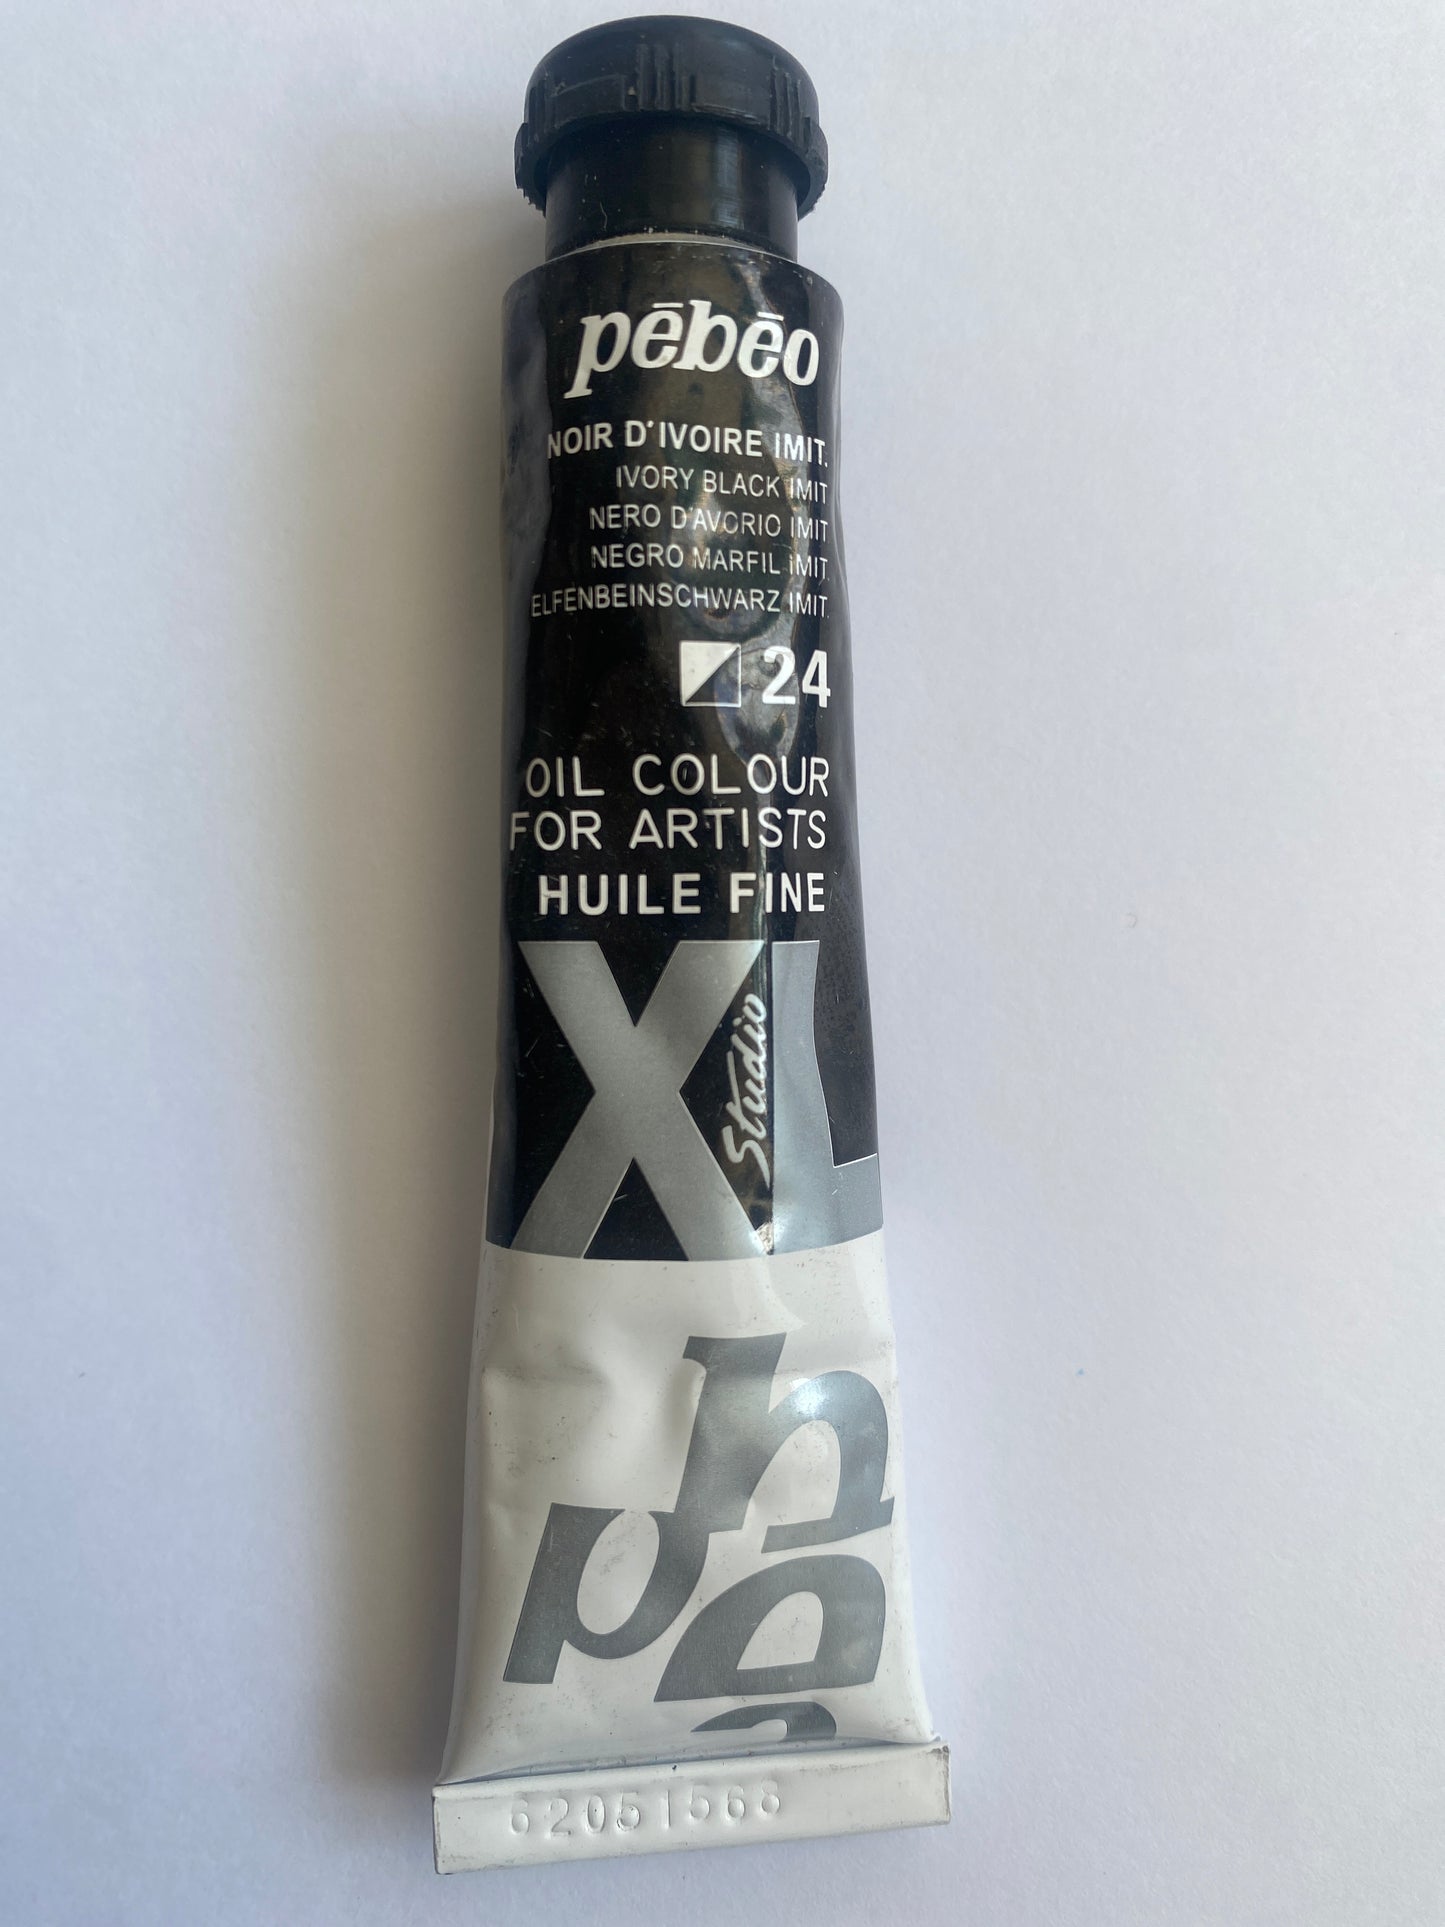 pēbēo
NOIR D'IVOIRE IMIT.
IVORY BLACK IMIT
NERO D'AVORIO IMIT
NEGRO MARFIL IMIT.
ELFENBEINSCHWARZ IMIT.
24
OIL COLOUR
FOR ARTISTS
HUILE FINE
XL
Studio
62051568